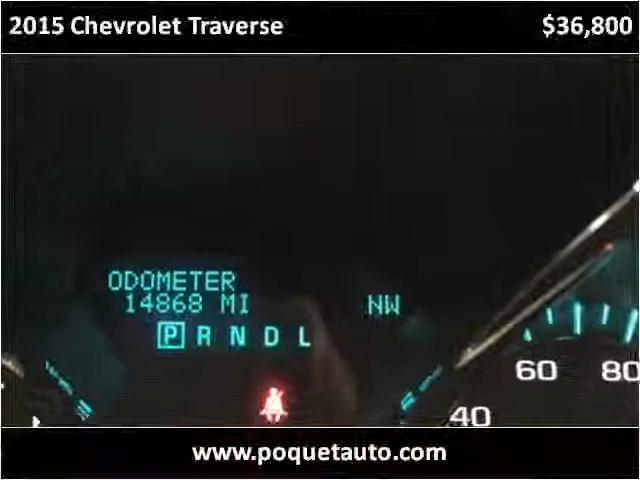 2015 Chevrolet Traverse $36,800
ODOMETER
14868 MI NW
P R N D L
60 80
40
www.poquetauto.com